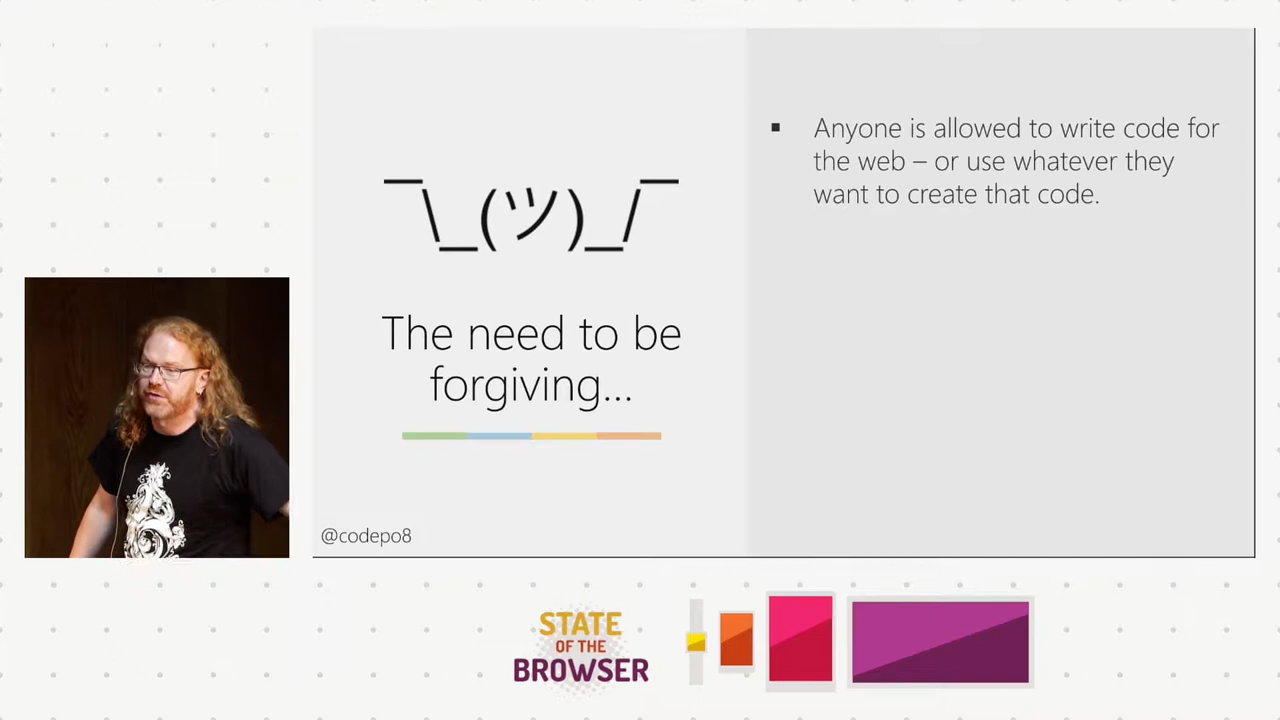 ¯\_(ツ)_/¯
The need to be
forgiving...
@codepo8
▪ Anyone is allowed to write code for
the web – or use whatever they
want to create that code.
STATE
OF THE
BROWSER